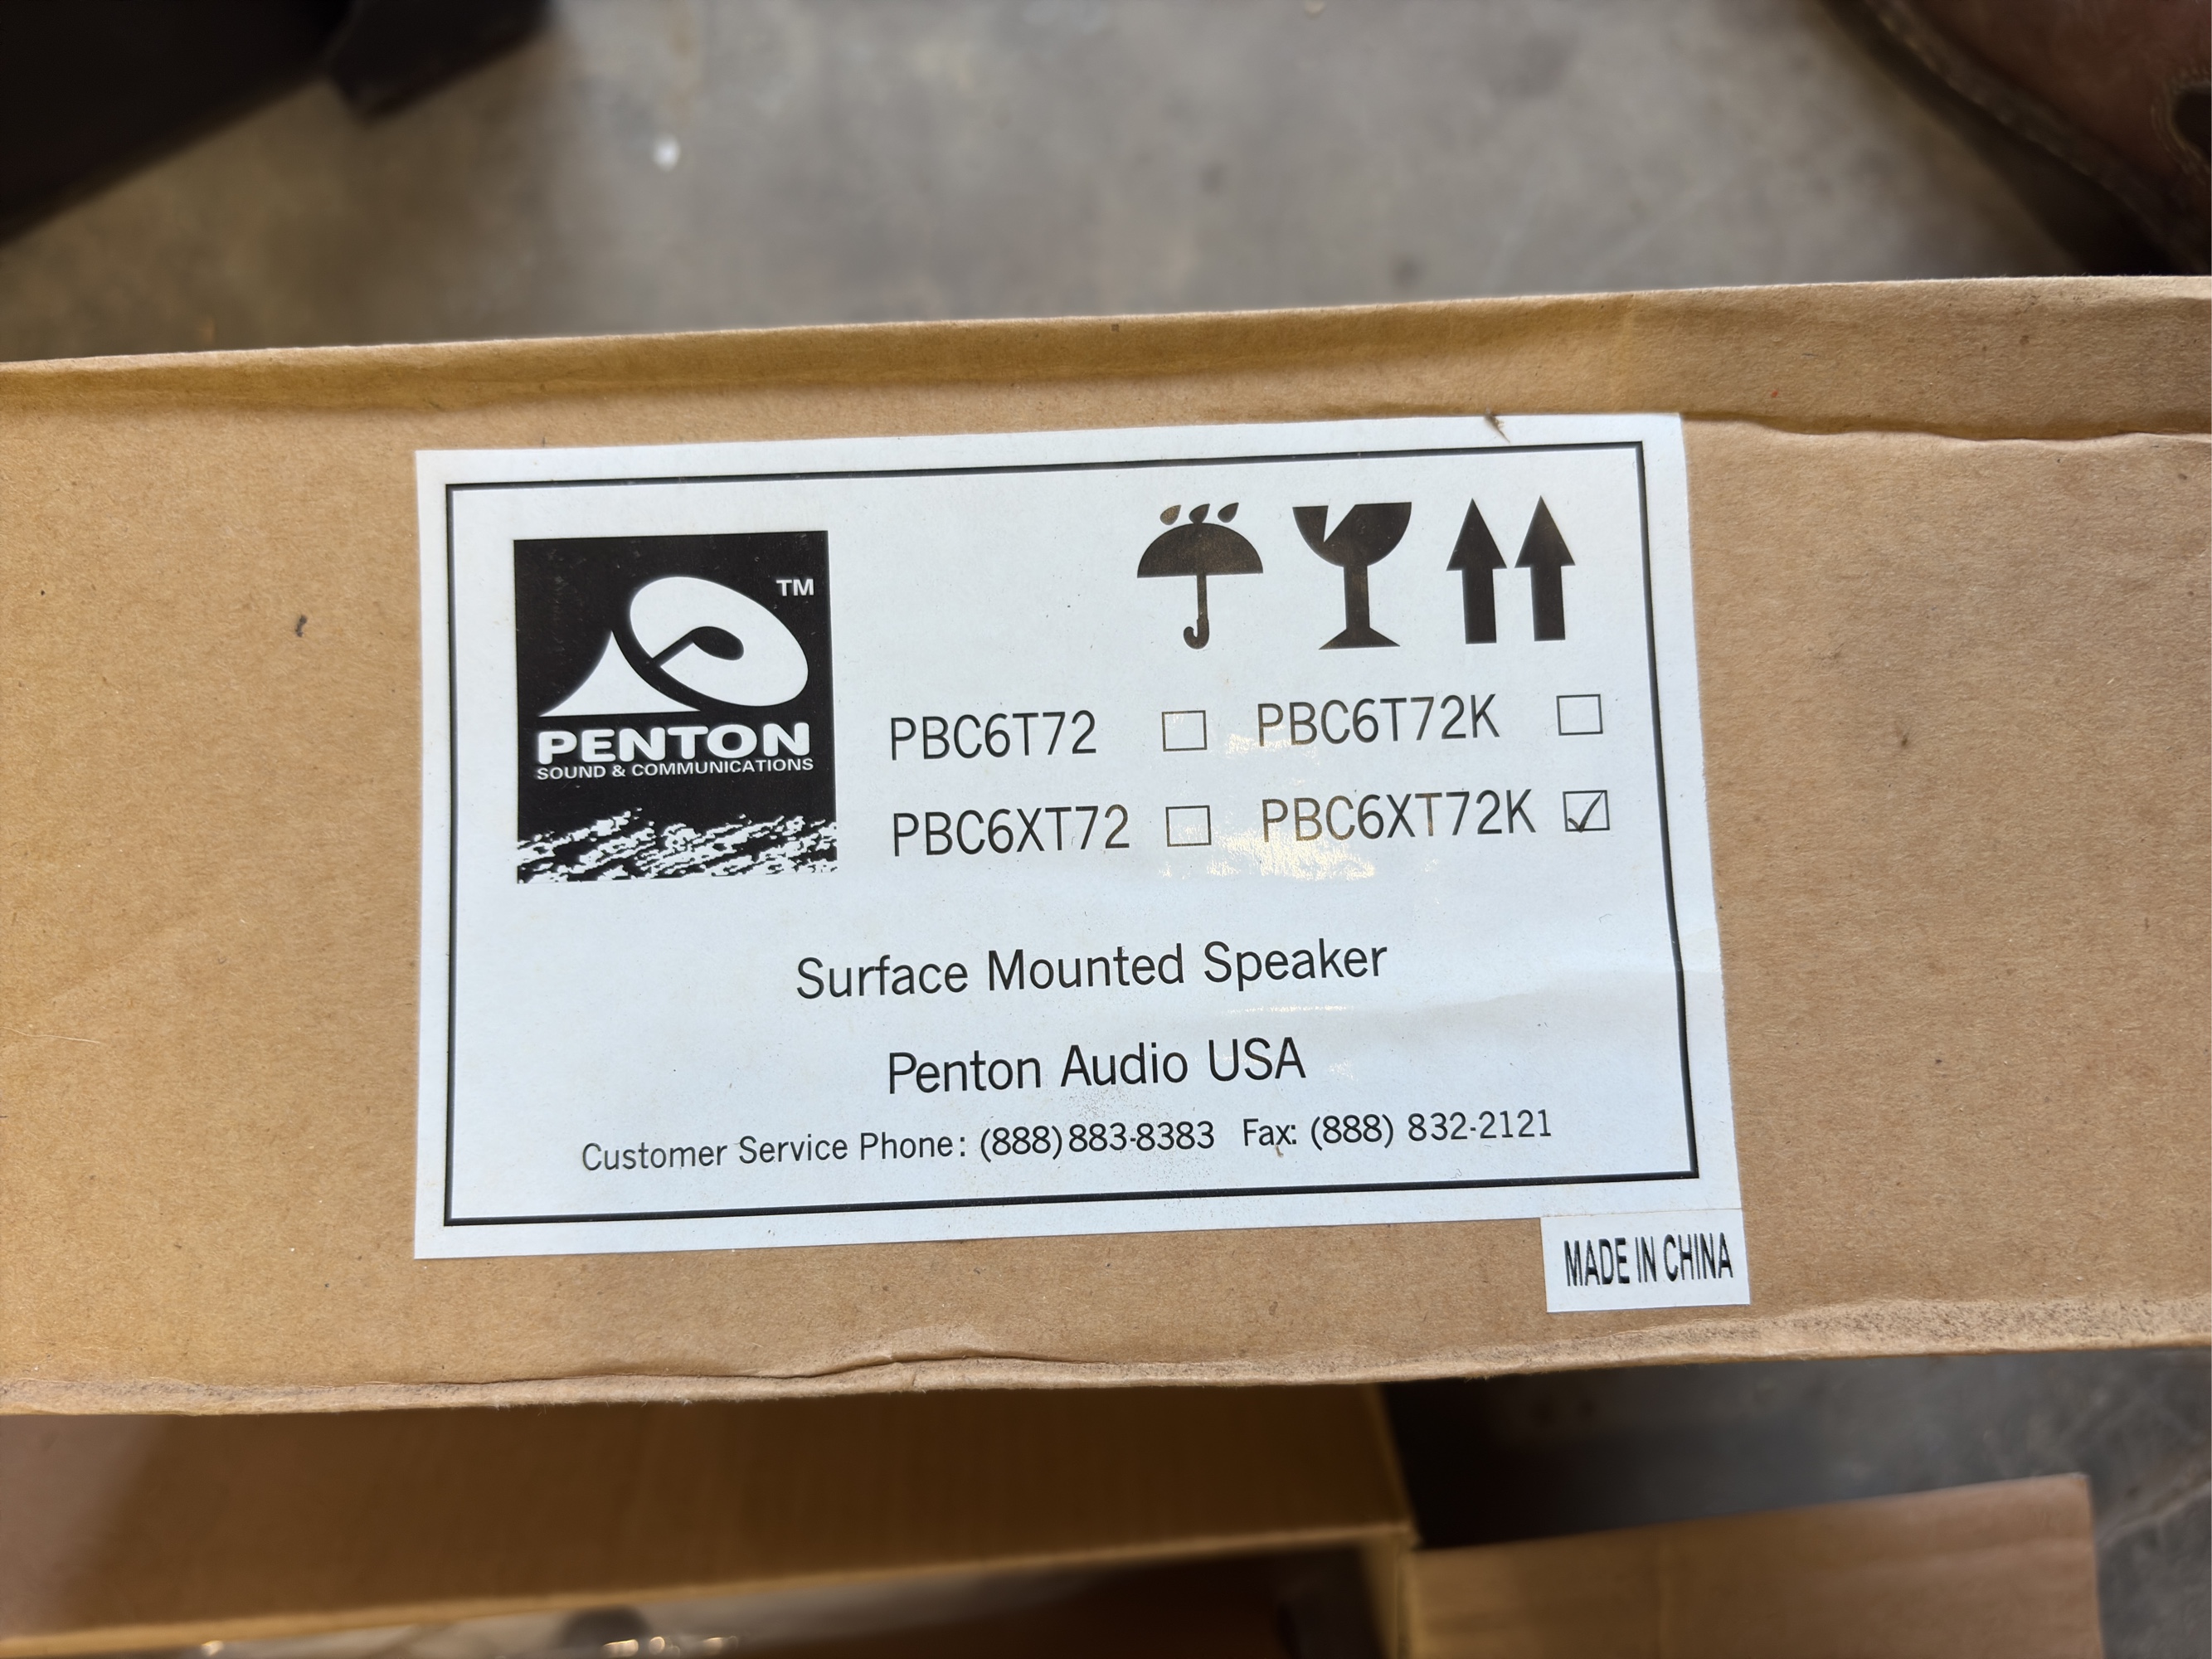 TM
PENTON
SOUND & COMMUNICATIONS
PBC6T72 ☐ PBC6T72K ☐
PBC6XT72 ☐ PBC6XT72K ☑
Surface Mounted Speaker
Penton Audio USA
Customer Service Phone: (888) 883-8383 Fax: (888) 832-2121
MADE IN CHINA